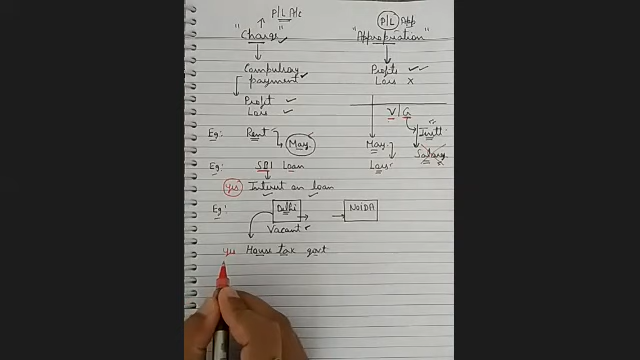 P/L A/c
"Charge"
Compulsory
payment
Profit
Loss
Eg: Rent
May
Eg: SBI Loan
yes Interest on loan
Eg: Delhi NOIDA
Vacant
yes House tax govt
P/L App
"Appropriation"
Profits
Loss
V G
Instt.
May Salary
Loss